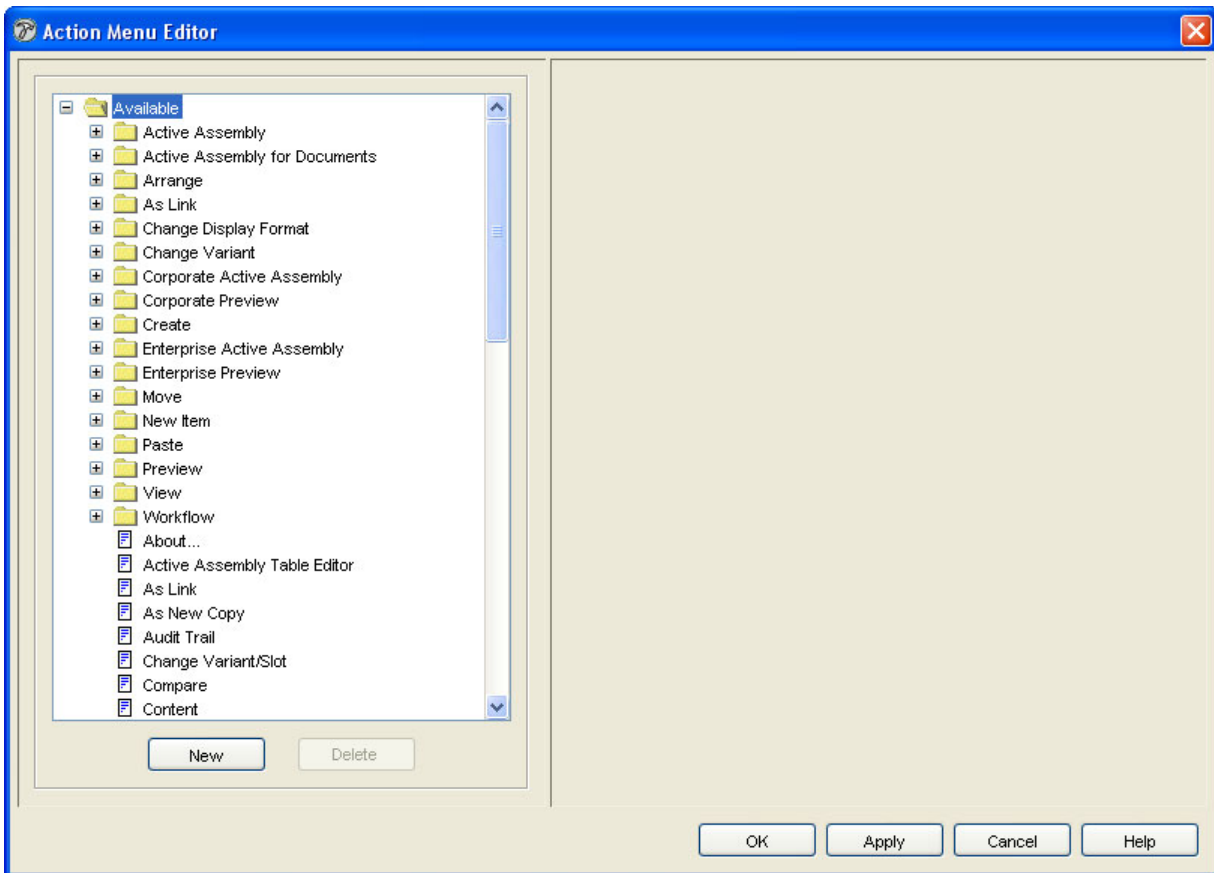 Action Menu Editor
Available
Active Assembly
Active Assembly for Documents
Arrange
As Link
Change Display Format
Change Variant
Corporate Active Assembly
Corporate Preview
Create
Enterprise Active Assembly
Enterprise Preview
Move
New Item
Paste
Preview
View
Workflow
About...
Active Assembly Table Editor
As Link
As New Copy
Audit Trail
Change Variant/Slot
Compare
Content
New Delete
OK Apply Cancel Help